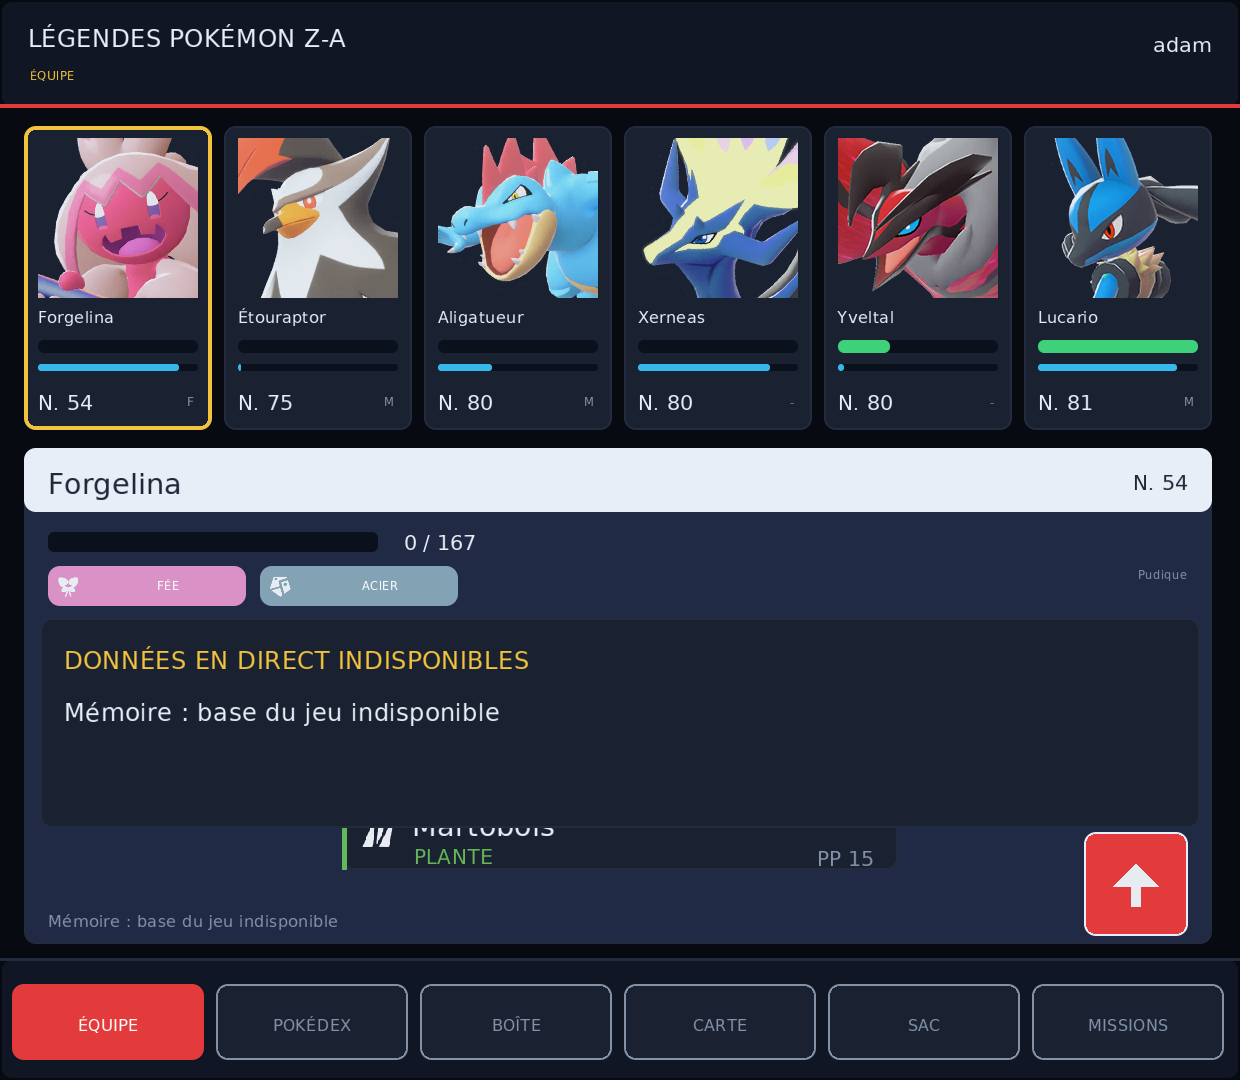 LÉGENDES POKÉMON Z-A
adam
ÉQUIPE
Forgelina
Étouraptor
Aligatueur
Xerneas
Yveltal
Lucario
N. 54 F
N. 75 M
N. 80 M
N. 80 -
N. 80 -
N. 81 M
Forgelina
N. 54
0 / 167
FÉE
ACIER
Pudique
DONNÉES EN DIRECT INDISPONIBLES
Mémoire : base du jeu indisponible
Martobois
PLANTE
PP 15
Mémoire : base du jeu indisponible
ÉQUIPE
POKÉDEX
BOÎTE
CARTE
SAC
MISSIONS